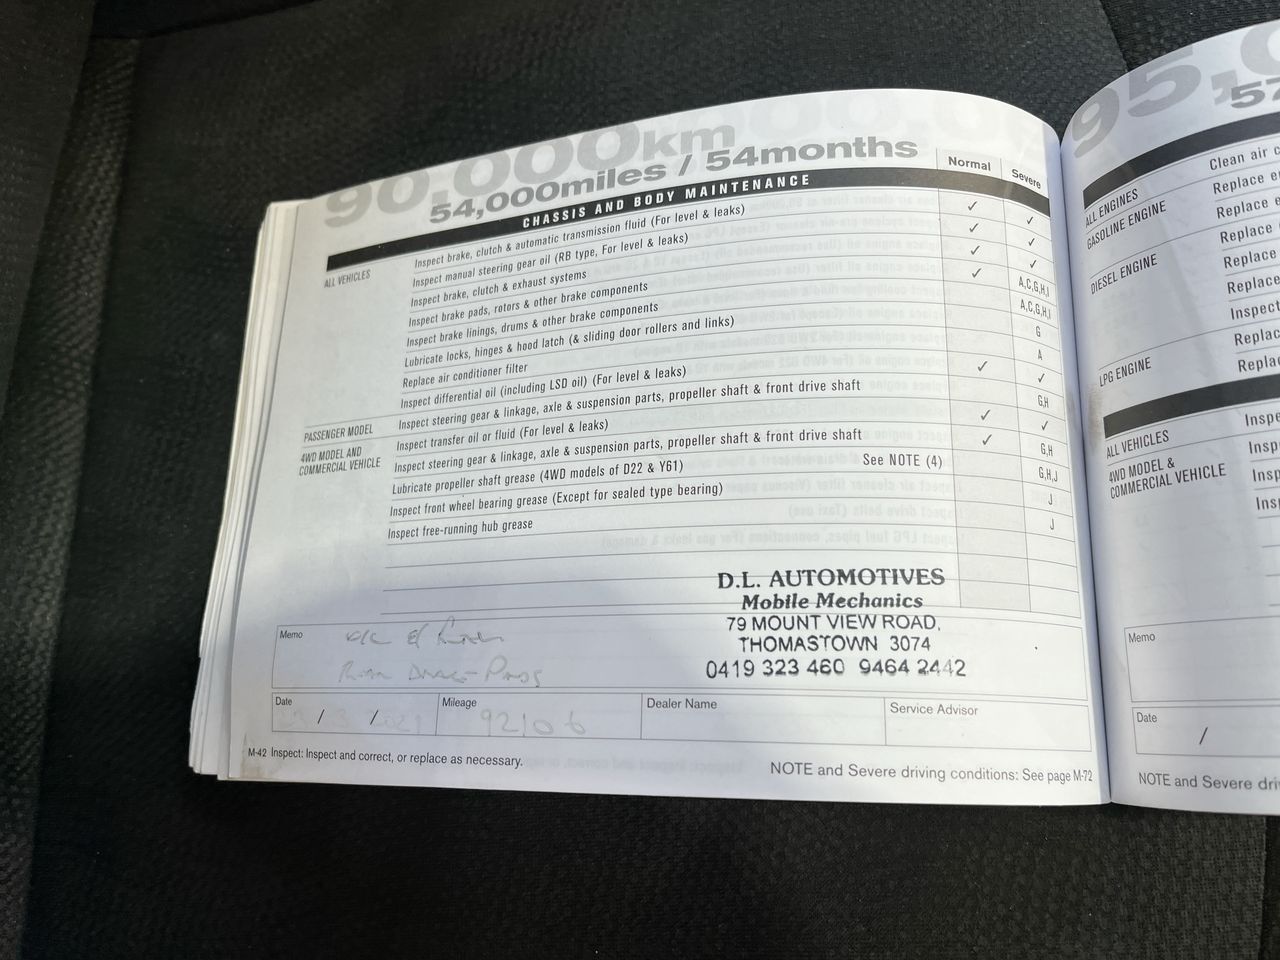 90,000km
54,000miles / 54months
Normal
Severe
CHASSIS AND BODY MAINTENANCE
ALL VEHICLES
Inspect brake, clutch & automatic transmission fluid (For level & leaks)
✓ ✓
Inspect manual steering gear oil (RB type, For level & leaks)
✓ ✓
Inspect brake, clutch & exhaust systems
✓ ✓
Inspect brake pads, rotors & other brake components
✓ A,C,G,H,I
Inspect brake linings, drums & other brake components
A,C,G,H,I
Lubricate locks, hinges & hood latch (& sliding door rollers and links)
G
Replace air conditioner filter
A
Inspect differential oil (including LSD oil) (For level & leaks)
✓ ✓
PASSENGER MODEL
Inspect steering gear & linkage, axle & suspension parts, propeller shaft & front drive shaft
G,H
4WD MODEL AND
COMMERCIAL VEHICLE
Inspect transfer oil or fluid (For level & leaks)
✓ ✓
Inspect steering gear & linkage, axle & suspension parts, propeller shaft & front drive shaft
✓ G,H
Lubricate propeller shaft grease (4WD models of D22 & Y61)
See NOTE (4)
G,H,J
Inspect front wheel bearing grease (Except for sealed type bearing)
J
Inspect free-running hub grease
J
D.L. AUTOMOTIVES
Mobile Mechanics
79 MOUNT VIEW ROAD,
THOMASTOWN 3074
0419 323 460 9464 2442
Memo
Pads
Date
/ /
Mileage
92106
Dealer Name
Service Advisor
M-42 Inspect: Inspect and correct, or replace as necessary.
NOTE and Severe driving conditions: See page M-72
95,
57
ALL ENGINES
Clean air c
GASOLINE ENGINE
Replace e
Replace e
DIESEL ENGINE
Replace
Replace
Replace
Inspect
LPG ENGINE
Replac
Repla
ALL VEHICLES
Inspe
4WD MODEL &
COMMERCIAL VEHICLE
Insp
Insp
Ins
Memo
Date
/
NOTE and Severe dri